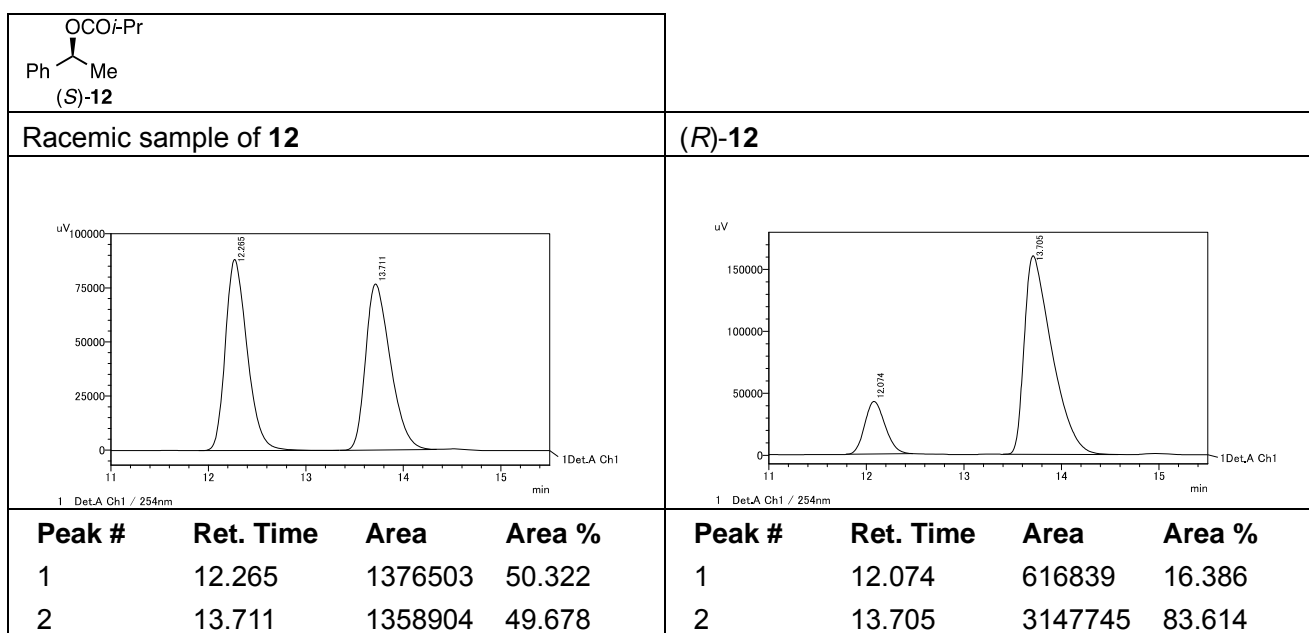 OCOi-Pr
Ph Me
(S)-12
Racemic sample of 12
(R)-12
uV
100000
75000
50000
25000
0
12.265
13.711
11 12 13 14 15
min
1Det.A Ch1
1 Det.A Ch1 / 254nm
uV
150000
100000
50000
0
12.074
13.705
11 12 13 14 15
min
1Det.A Ch1
1 Det.A Ch1 / 254nm
Peak # Ret. Time Area Area %
1 12.265 1376503 50.322
2 13.711 1358904 49.678
Peak # Ret. Time Area Area %
1 12.074 616839 16.386
2 13.705 3147745 83.614